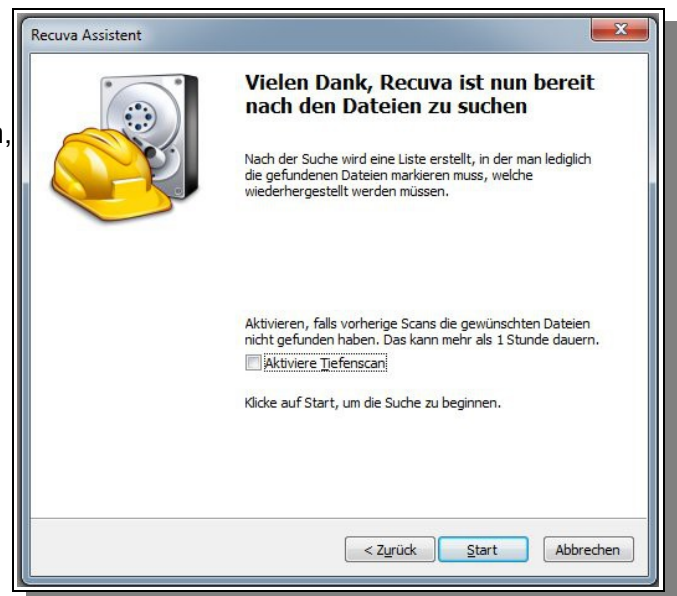 Recuva Assistent
Vielen Dank, Recuva ist nun bereit
nach den Dateien zu suchen
n,
Nach der Suche wird eine Liste erstellt, in der man lediglich
die gefundenen Dateien markieren muss, welche
wiederhergestellt werden müssen.
Aktivieren, falls vorherige Scans die gewünschten Dateien
nicht gefunden haben. Das kann mehr als 1 Stunde dauern.
Aktiviere Tiefenscan
Klicke auf Start, um die Suche zu beginnen.
< Zurück
Start
Abbrechen